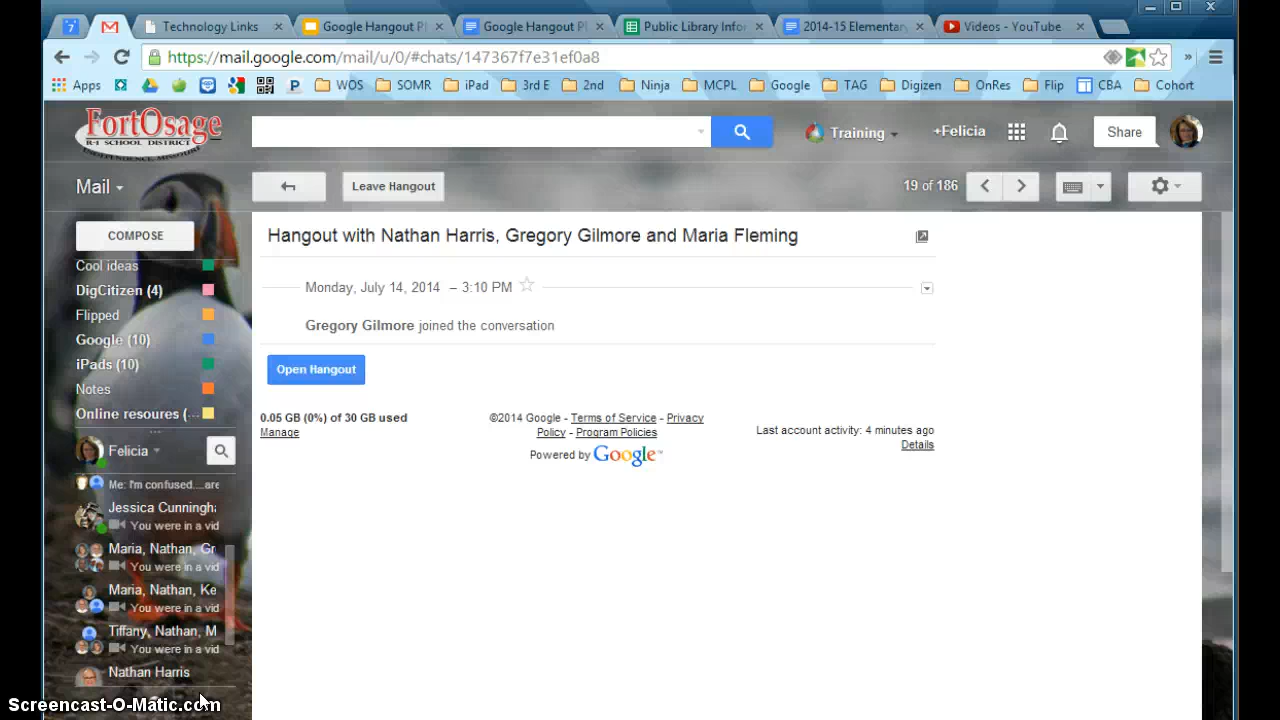 7
Technology Links
Google Hangout Pl
Google Hangout Pl
Public Library Infor
2014-15 Elementary
Videos - YouTube
https://mail.google.com/mail/u/0/#chats/147367f7e31ef0a8
Apps
WOS
SOMR
iPad
3rd E
2nd
Ninja
MCPL
Google
TAG
Digizen
OnRes
Flip
CBA
Cohort
FortOsage
R-1 SCHOOL DISTRICT
INDEPENDENCE, MISSOURI
Training
+Felicia
Share
Mail
Leave Hangout
19 of 186
COMPOSE
Hangout with Nathan Harris, Gregory Gilmore and Maria Fleming
Cool ideas
DigCitizen (4)
Flipped
Google (10)
iPads (10)
Notes
Online resoures (...
Monday, July 14, 2014 – 3:10 PM
Gregory Gilmore joined the conversation
Open Hangout
0.05 GB (0%) of 30 GB used
Manage
©2014 Google - Terms of Service - Privacy
Policy - Program Policies
Powered by Google™
Last account activity: 4 minutes ago
Details
Felicia
Me: I'm confused....are
Jessica Cunningha
You were in a vid
Maria, Nathan, Gr
You were in a vid
Maria, Nathan, Ke
You were in a vid
Tiffany, Nathan, M
You were in a vid
Nathan Harris
Screencast-O-Matic.com